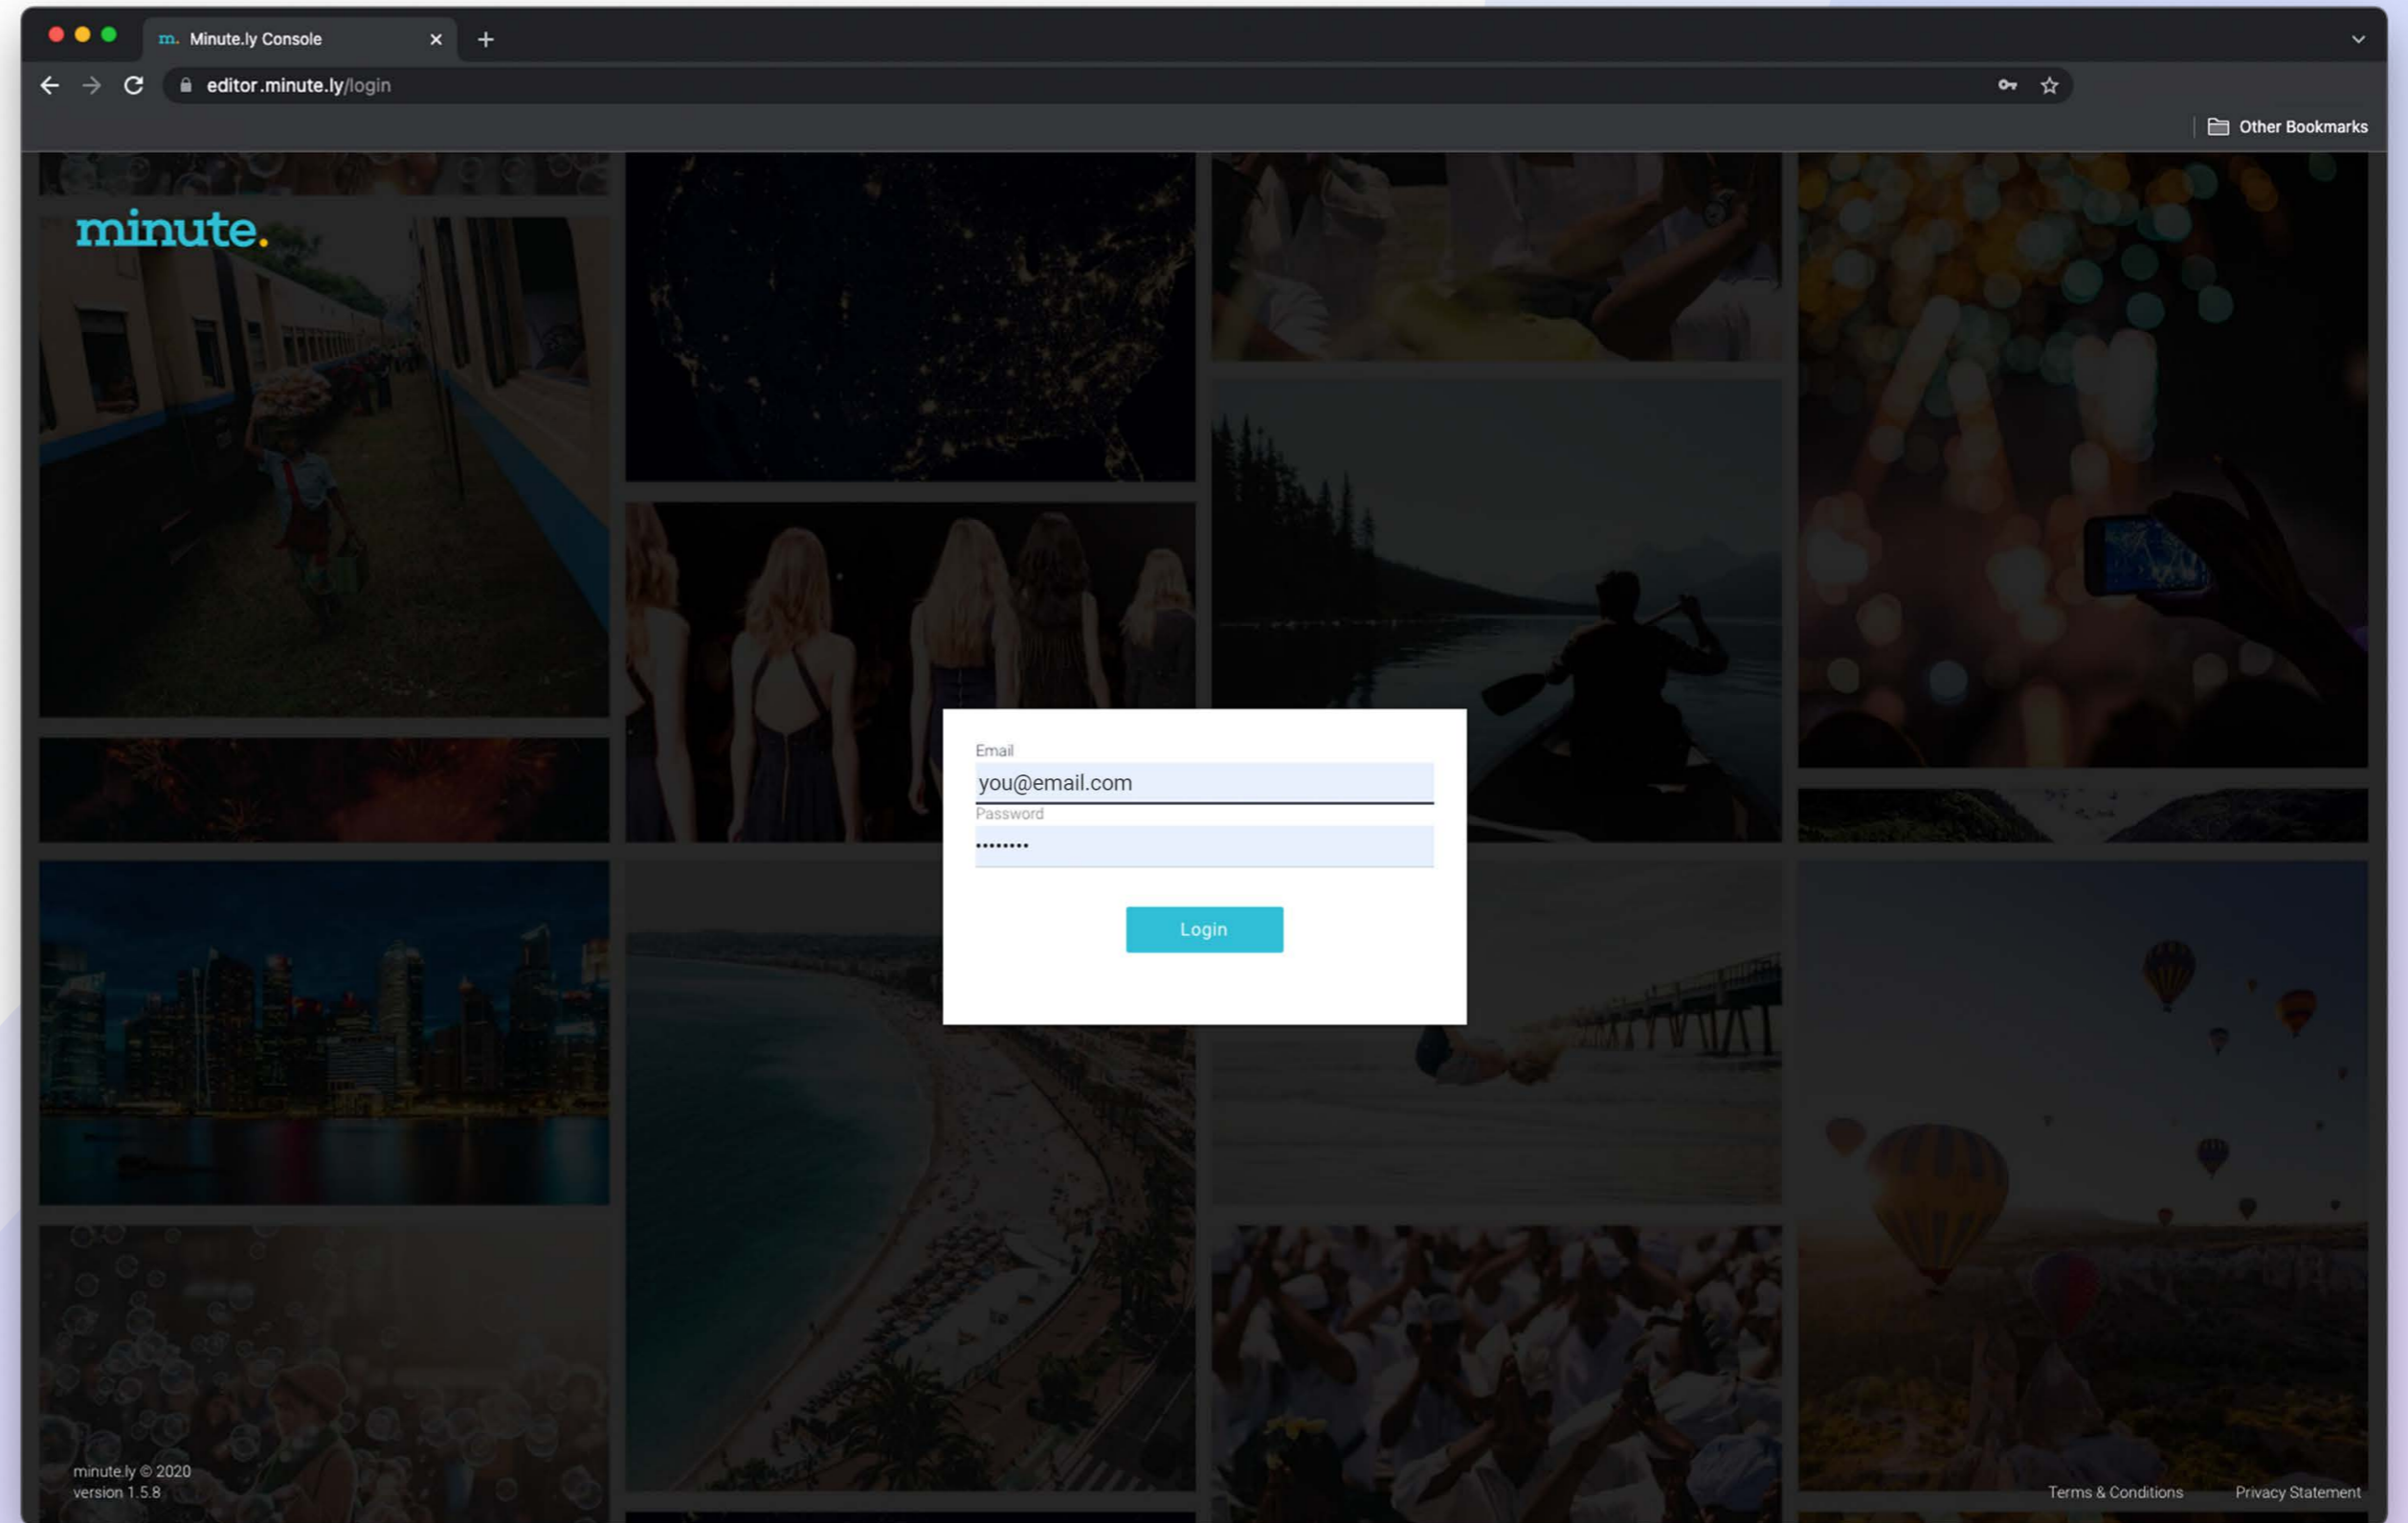 m. Minute.ly Console
editor.minute.ly/login
Other Bookmarks
minute.
Email
you@email.com
Password
••••••••
Login
minute.ly © 2020
version 1.5.8
Terms & Conditions
Privacy Statement